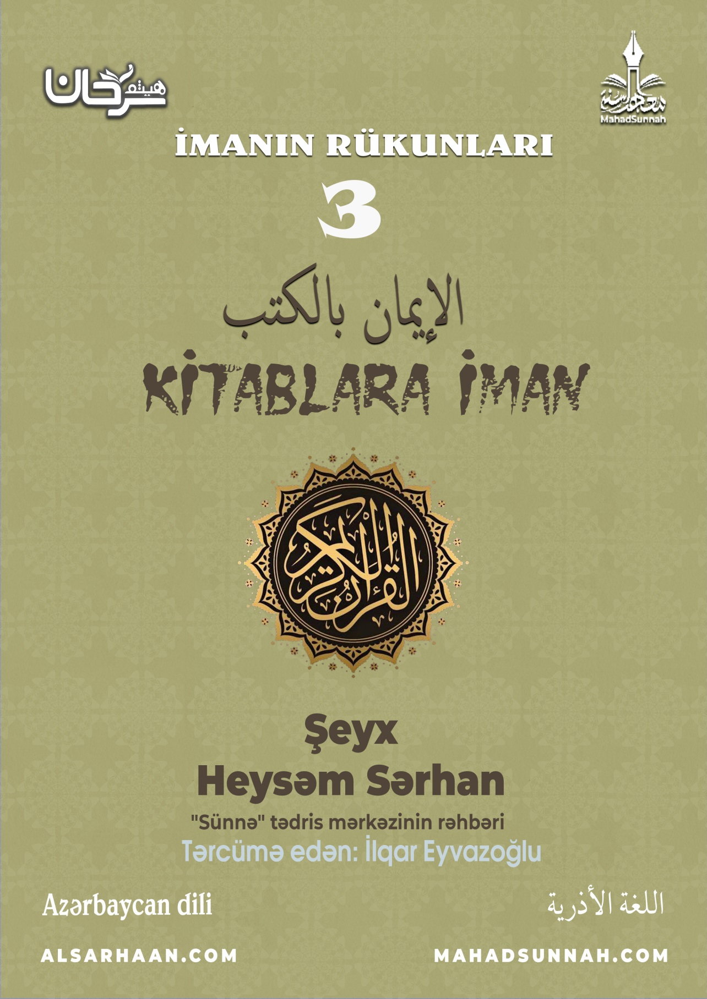 هيثم
سرحان
معهد السنة
MahadSunnah
İMANIN RÜKUNLARI
3
الإيمان بالكتب
KİTABLARA İMAN
القرآن الكريم
Şeyx
Heysəm Sərhan
"Sünnə" tədris mərkəzinin rəhbəri
Tərcümə edən: İlqar Eyvazoğlu
Azərbaycan dili
اللغة الأذرية
ALSARHAAN.COM
MAHADSUNNAH.COM